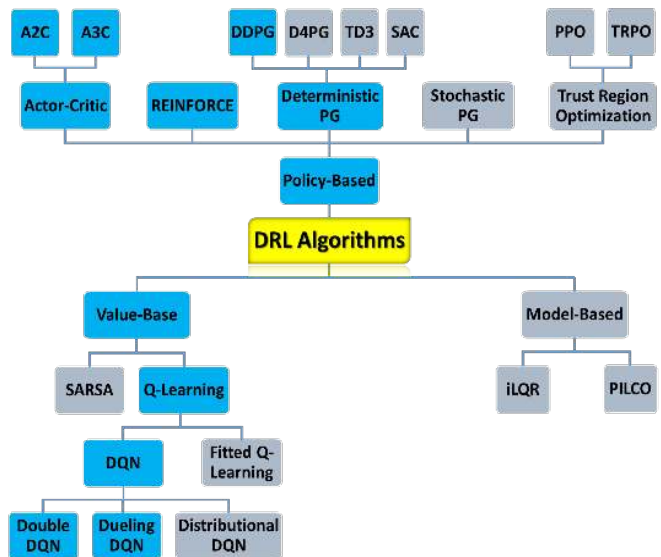 A2C
A3C
DDPG
D4PG
TD3
SAC
PPO
TRPO
Actor-Critic
REINFORCE
Deterministic
PG
Stochastic
PG
Trust Region
Optimization
Policy-Based
DRL Algorithms
Value-Base
Model-Based
SARSA
Q-Learning
iLQR
PILCO
DQN
Fitted Q-
Learning
Double
DQN
Dueling
DQN
Distributional
DQN